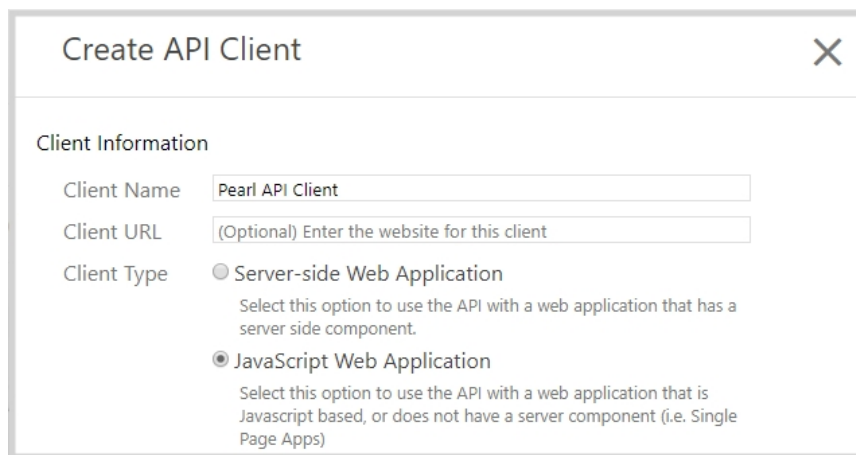 Create API Client
Client Information
Client Name Pearl API Client
Client URL (Optional) Enter the website for this client
Client Type Server-side Web Application
Select this option to use the API with a web application that has a
server side component.
JavaScript Web Application
Select this option to use the API with a web application that is
Javascript based, or does not have a server component (i.e. Single
Page Apps)